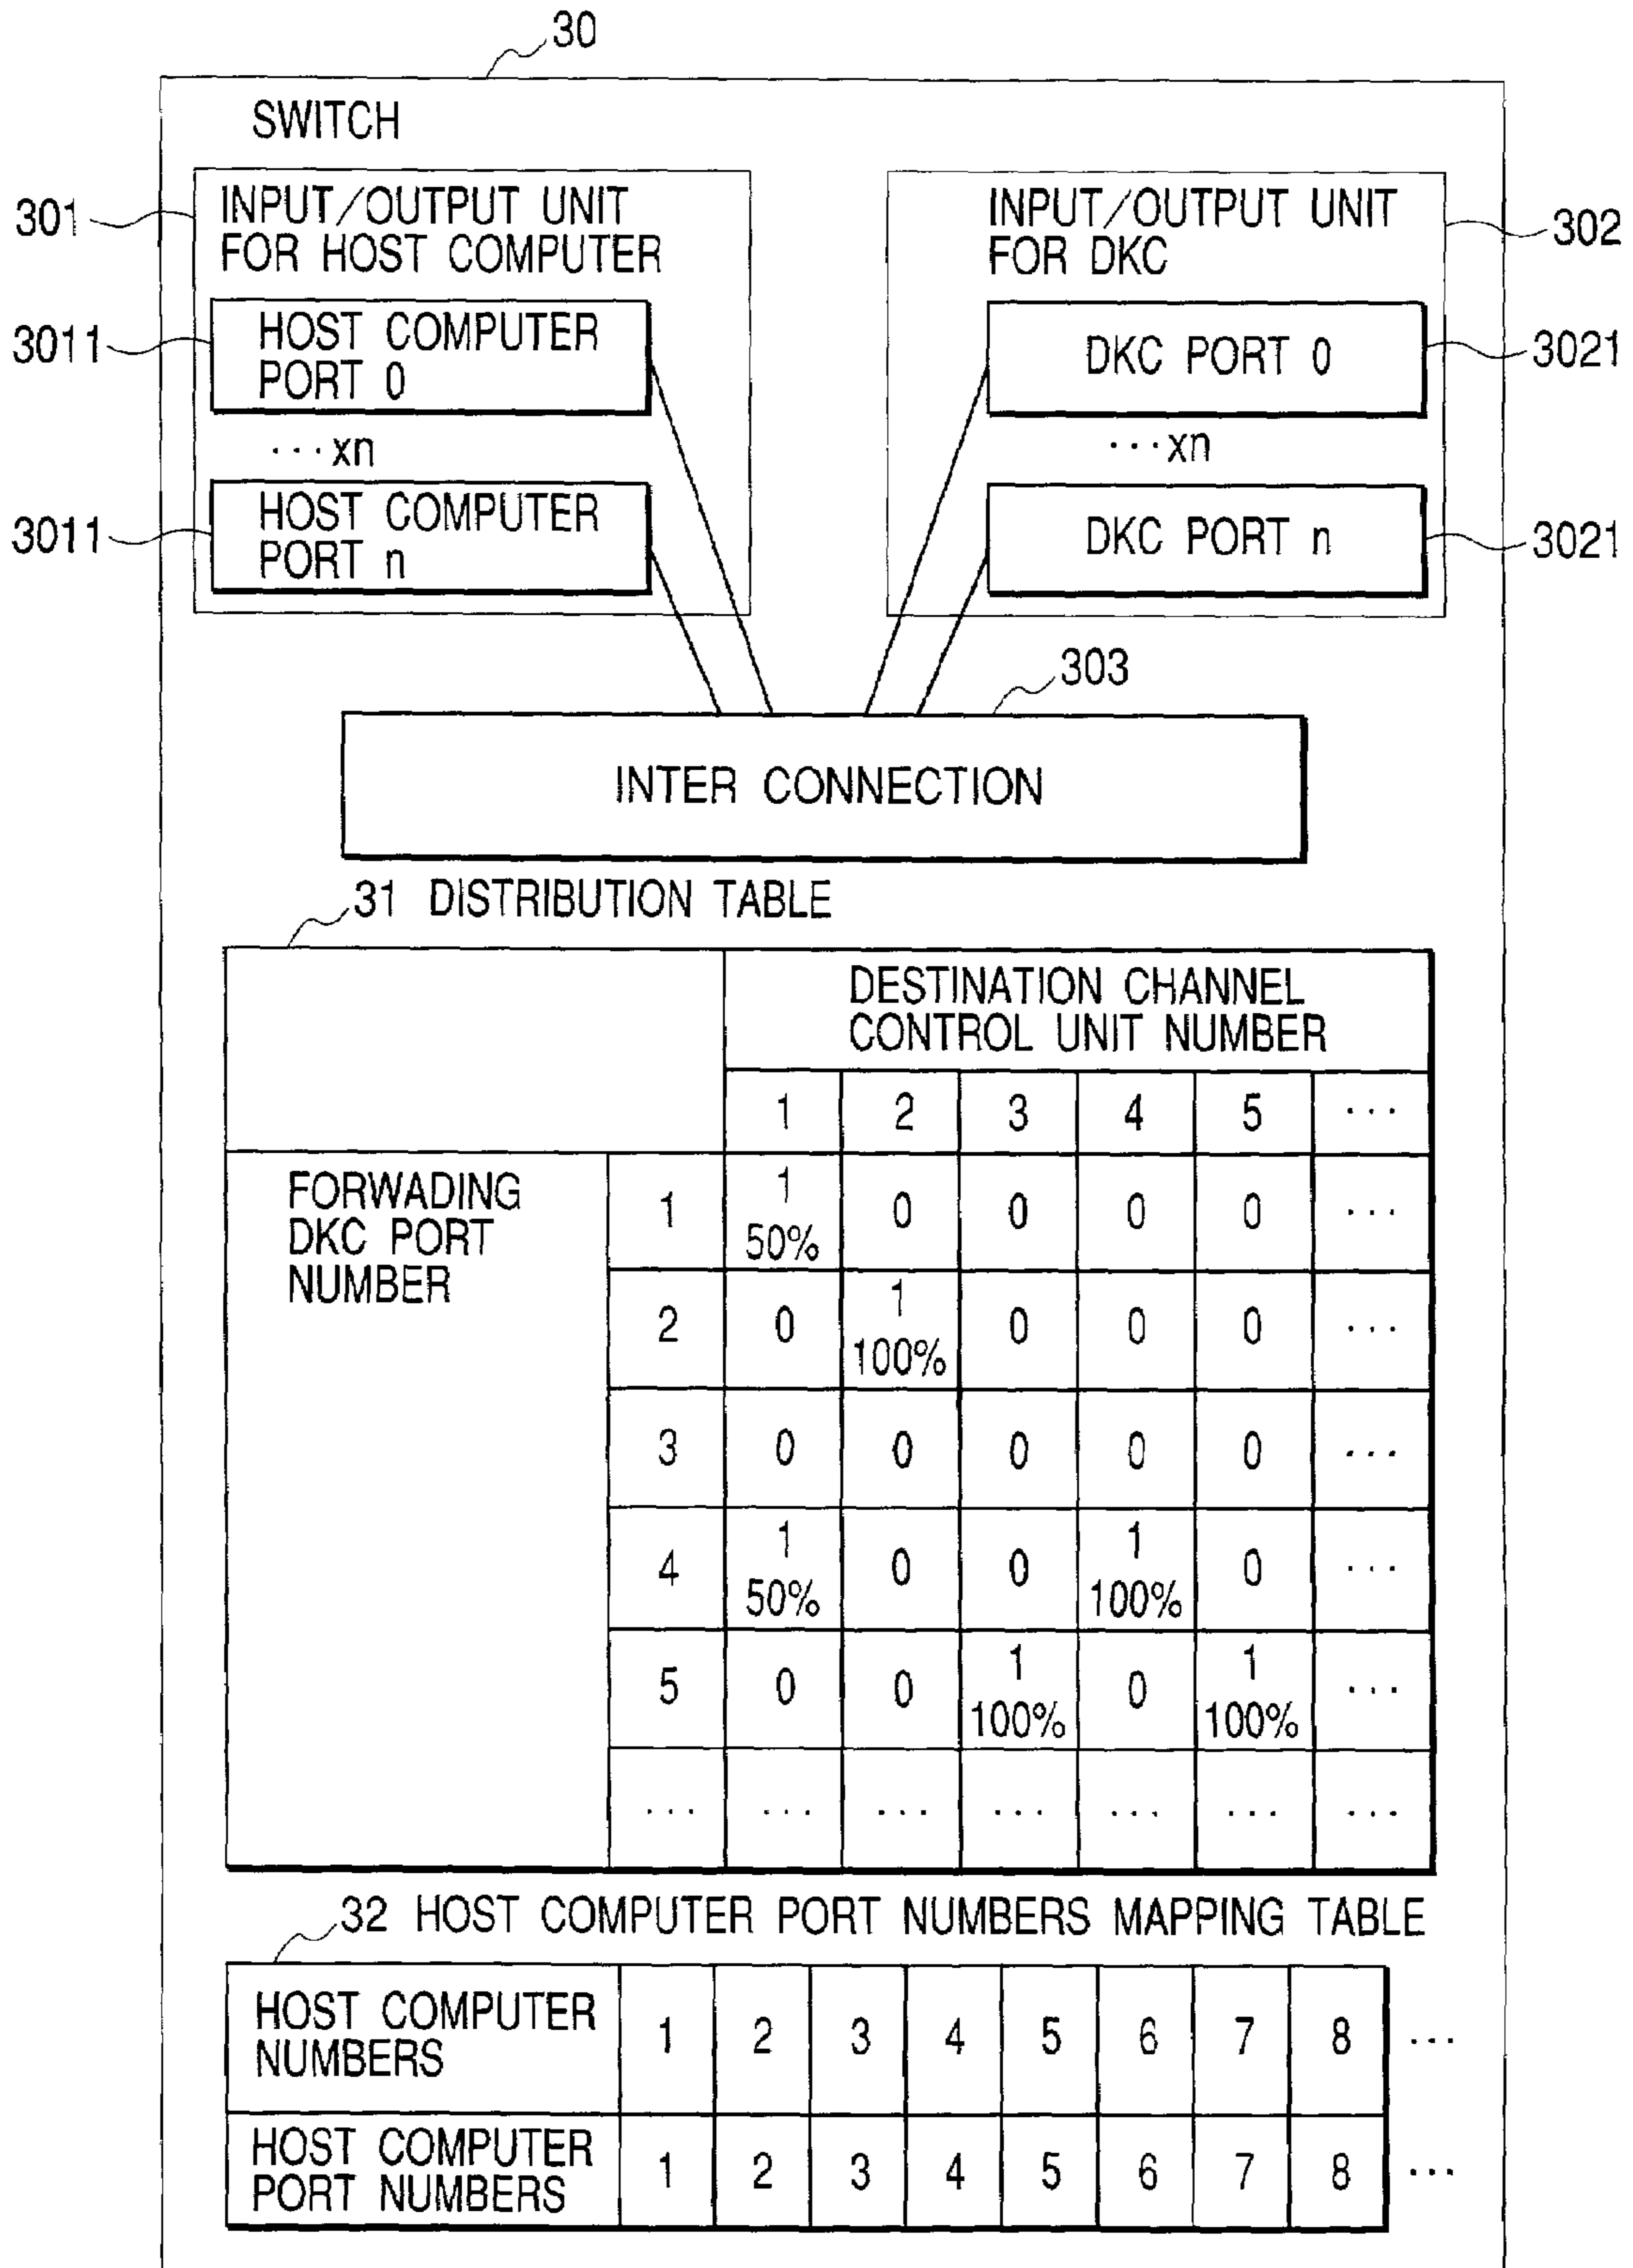 30
SWITCH
301
INPUT/OUTPUT UNIT
FOR HOST COMPUTER
INPUT/OUTPUT UNIT
FOR DKC
302
3011
HOST COMPUTER
PORT 0
DKC PORT 0
3021
···xn
···xn
3011
HOST COMPUTER
PORT n
DKC PORT n
3021
303
INTER CONNECTION
31 DISTRIBUTION TABLE
DESTINATION CHANNEL
CONTROL UNIT NUMBER
1 2 3 4 5 ···
FORWADING
DKC PORT
NUMBER
1 1 50% 0 0 0 0 ···
2 0 1 100% 0 0 0 ···
3 0 0 0 0 0 ···
4 1 50% 0 0 1 100% 0 ···
5 0 0 1 100% 0 1 100% ···
··· ··· ··· ··· ··· ··· ···
32 HOST COMPUTER PORT NUMBERS MAPPING TABLE
HOST COMPUTER
NUMBERS
1 2 3 4 5 6 7 8 ···
HOST COMPUTER
PORT NUMBERS
1 2 3 4 5 6 7 8 ···